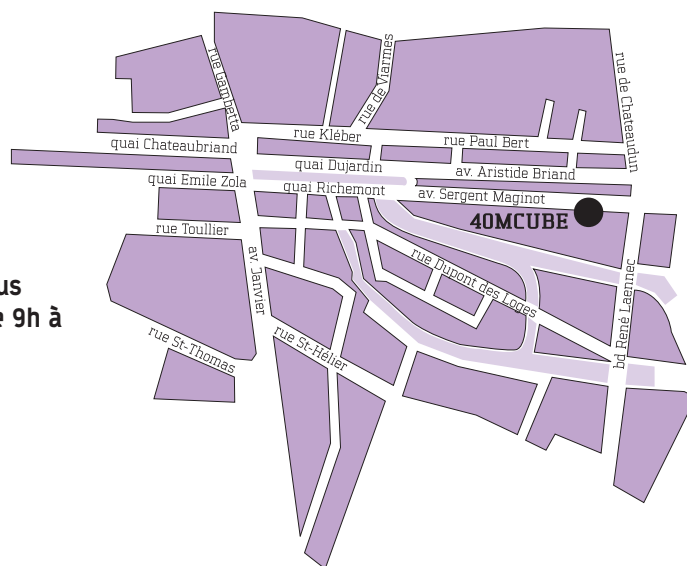 rue Gambetta
rue de Viarmes
rue de Chateaudun
rue Kléber
rue Paul Bert
quai Chateaubriand
quai Dujardin
av. Aristide Briand
quai Emile Zola
quai Richemont
av. Sergent Maginot
40MCUBE
rue Toullier
av. Janvier
rue Dupont des Loges
bd René Laennec
us
e 9h à
rue St-Thomas
rue St-Hélier